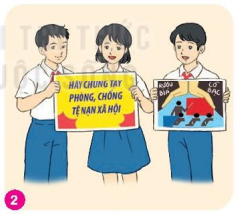 HÃY CHUNG TAY
PHÒNG, CHỐNG
TỆ NẠN XÃ HỘI
RƯỢU
BIA
CỜ
BẠC
2